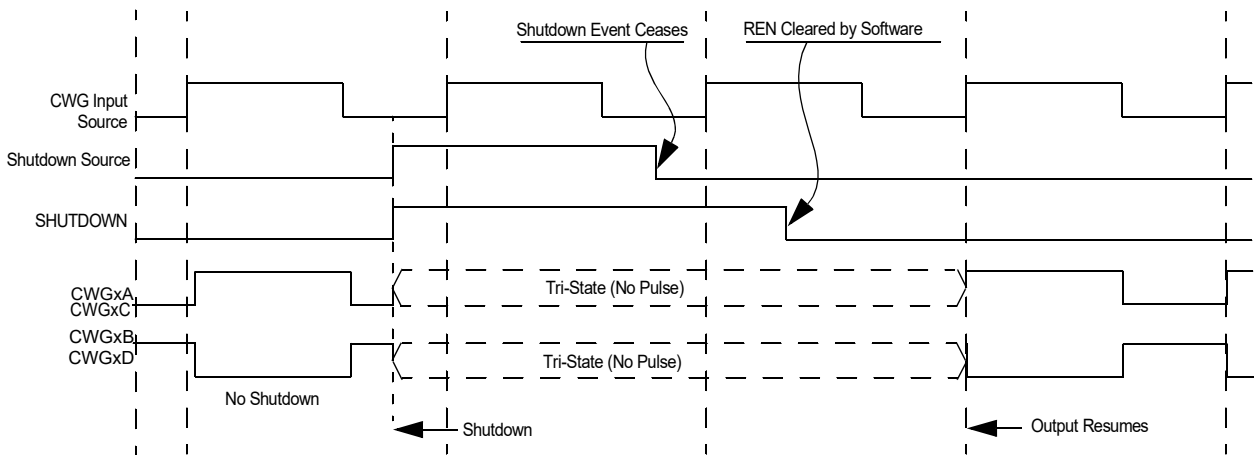 Shutdown Event Ceases
REN Cleared by Software
CWG Input
Source
Shutdown Source
SHUTDOWN
CWGxA
CWGxC
Tri-State (No Pulse)
CWGxB
CWGxD
Tri-State (No Pulse)
No Shutdown
Shutdown
Output Resumes